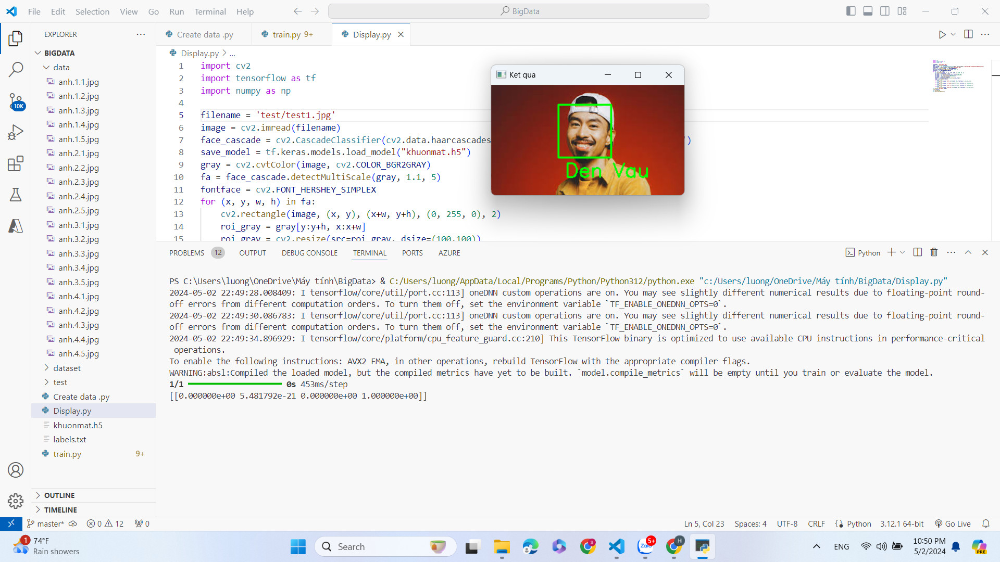 File Edit Selection View Go Run Terminal Help
BigData
EXPLORER
Create data .py
train.py 9+
Display.py
BIGDATA
data
anh.1.1.jpg
anh.1.2.jpg
anh.1.3.jpg
anh.1.4.jpg
anh.1.5.jpg
anh.2.1.jpg
anh.2.2.jpg
anh.2.3.jpg
anh.2.4.jpg
anh.2.5.jpg
anh.3.1.jpg
anh.3.2.jpg
anh.3.3.jpg
anh.3.4.jpg
anh.3.5.jpg
anh.4.1.jpg
anh.4.2.jpg
anh.4.3.jpg
anh.4.4.jpg
anh.4.5.jpg
dataset
test
Create data .py
Display.py
khuonmat.h5
labels.txt
train.py 9+
OUTLINE
TIMELINE
10K
Display.py > ...
1 import cv2
2 import tensorflow as tf
3 import numpy as np
4
5 filename = 'test/test1.jpg'
6 image = cv2.imread(filename)
7 face_cascade = cv2.CascadeClassifier(cv2.data.haarcascades ')
8 save_model = tf.keras.models.load_model("khuonmat.h5")
9 gray = cv2.cvtColor(image, cv2.COLOR_BGR2GRAY)
10 fa = face_cascade.detectMultiScale(gray, 1.1, 5)
11 fontface = cv2.FONT_HERSHEY_SIMPLEX
12 for (x, y, w, h) in fa:
13 cv2.rectangle(image, (x, y), (x+w, y+h), (0, 255, 0), 2)
14 roi_gray = gray[y:y+h, x:x+w]
15 roi_gray = cv2.resize(src=roi_gray, dsize=(100,100))
Ket qua
Den Vau
PROBLEMS 12 OUTPUT DEBUG CONSOLE TERMINAL PORTS AZURE
Python
PS C:\Users\luong\OneDrive\Máy tính\BigData> & C:/Users/luong/AppData/Local/Programs/Python/Python312/python.exe "c:/Users/luong/OneDrive/Máy tính/BigData/Display.py"
2024-05-02 22:49:28.008409: I tensorflow/core/util/port.cc:113] oneDNN custom operations are on. You may see slightly different numerical results due to floating-point round-
off errors from different computation orders. To turn them off, set the environment variable `TF_ENABLE_ONEDNN_OPTS=0`.
2024-05-02 22:49:30.086783: I tensorflow/core/util/port.cc:113] oneDNN custom operations are on. You may see slightly different numerical results due to floating-point round-
off errors from different computation orders. To turn them off, set the environment variable `TF_ENABLE_ONEDNN_OPTS=0`.
2024-05-02 22:49:34.896929: I tensorflow/core/platform/cpu_feature_guard.cc:210] This TensorFlow binary is optimized to use available CPU instructions in performance-critical
operations.
To enable the following instructions: AVX2 FMA, in other operations, rebuild TensorFlow with the appropriate compiler flags.
WARNING:absl:Compiled the loaded model, but the compiled metrics have yet to be built. `model.compile_metrics` will be empty until you train or evaluate the model.
1/1 0s 453ms/step
[[0.000000e+00 5.481792e-21 0.000000e+00 1.000000e+00]]
master* 0 12 0
Ln 5, Col 23 Spaces: 4 UTF-8 CRLF Python 3.12.1 64-bit Go Live
1
74°F
Rain showers
Search
S
Zalo
5+
H
ENG
10:50 PM
5/2/2024
PRE